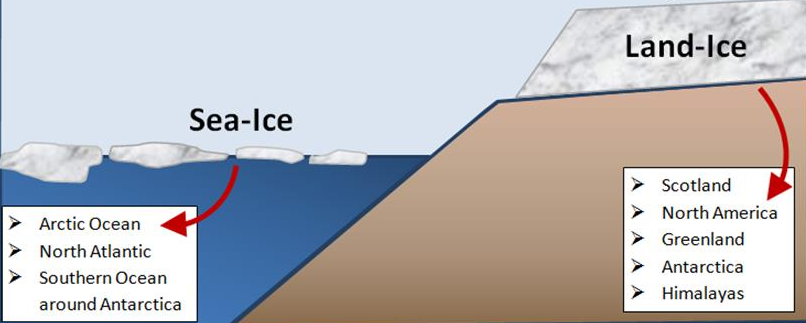 Land-Ice
Sea-Ice
➢ Arctic Ocean
➢ North Atlantic
➢ Southern Ocean
around Antarctica
➢ Scotland
➢ North America
➢ Greenland
➢ Antarctica
➢ Himalayas